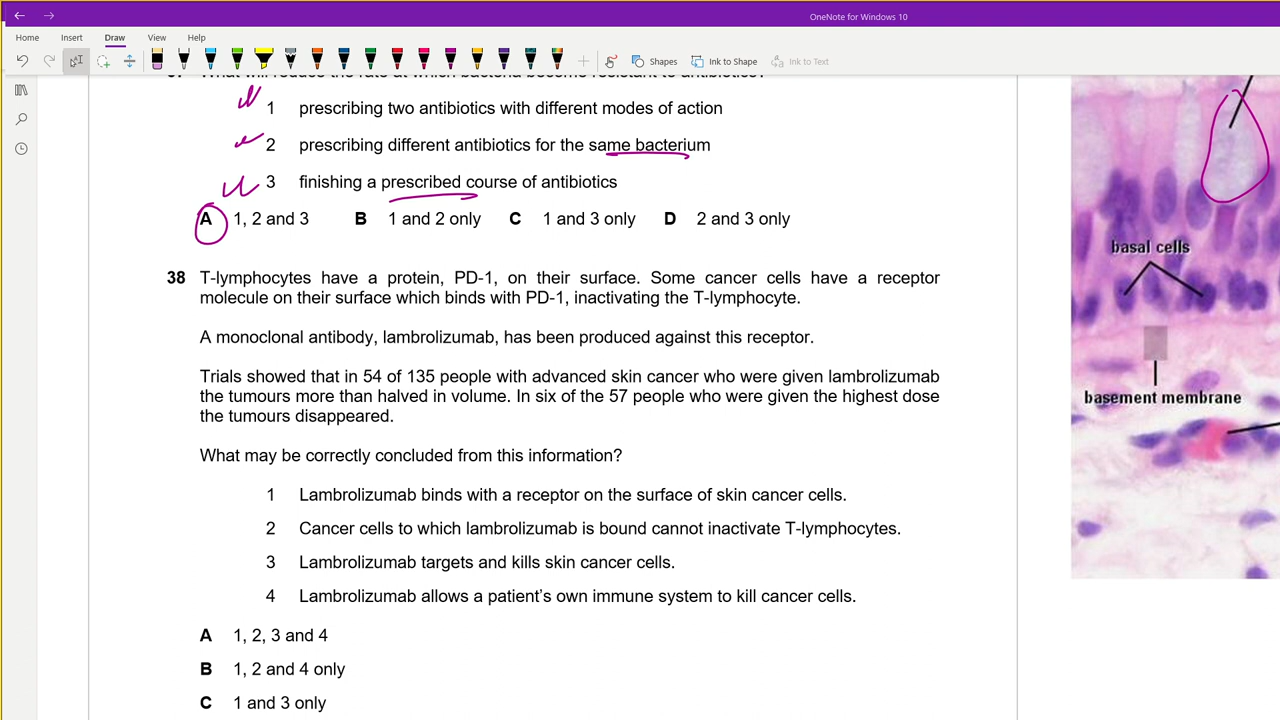 OneNote for Windows 10
Home Insert Draw View Help
Shapes Ink to Shape Ink to Text
1 prescribing two antibiotics with different modes of action
2 prescribing different antibiotics for the same bacterium
3 finishing a prescribed course of antibiotics
A 1, 2 and 3 B 1 and 2 only C 1 and 3 only D 2 and 3 only
38 T-lymphocytes have a protein, PD-1, on their surface. Some cancer cells have a receptor
molecule on their surface which binds with PD-1, inactivating the T-lymphocyte.
A monoclonal antibody, lambrolizumab, has been produced against this receptor.
Trials showed that in 54 of 135 people with advanced skin cancer who were given lambrolizumab
the tumours more than halved in volume. In six of the 57 people who were given the highest dose
the tumours disappeared.
What may be correctly concluded from this information?
1 Lambrolizumab binds with a receptor on the surface of skin cancer cells.
2 Cancer cells to which lambrolizumab is bound cannot inactivate T-lymphocytes.
3 Lambrolizumab targets and kills skin cancer cells.
4 Lambrolizumab allows a patient's own immune system to kill cancer cells.
A 1, 2, 3 and 4
B 1, 2 and 4 only
C 1 and 3 only
basal cells
basement membrane